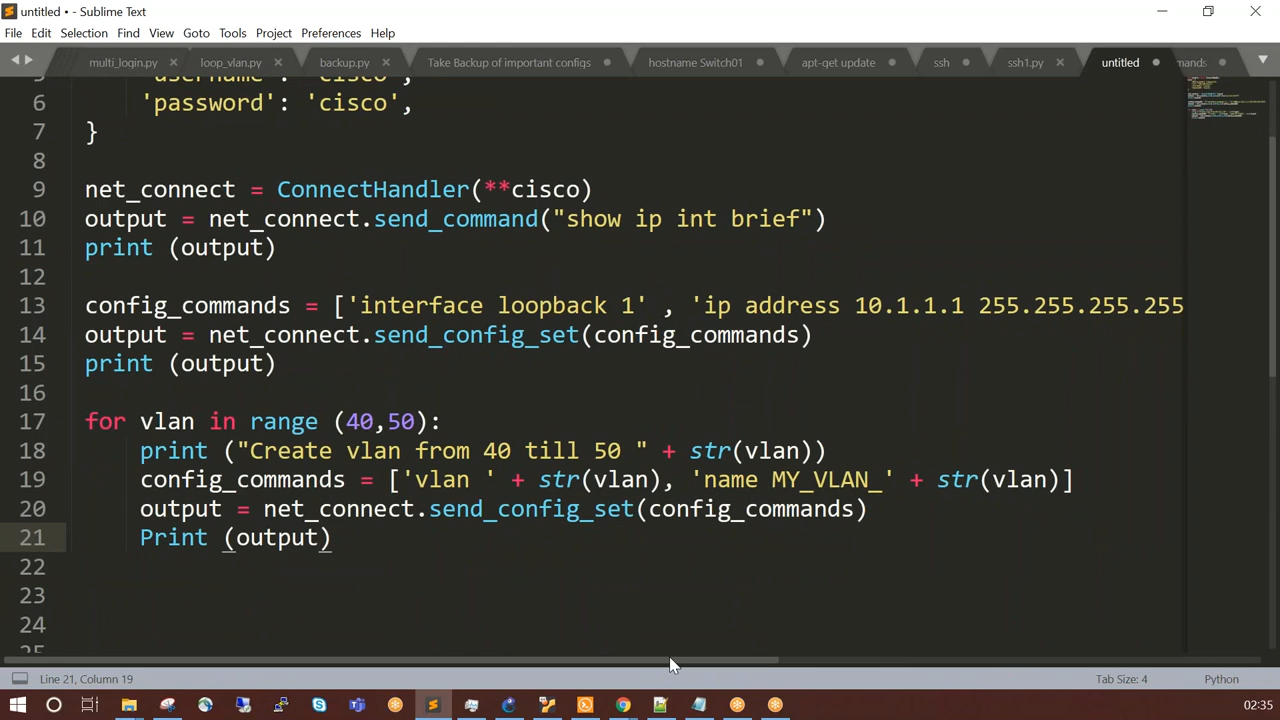 untitled • - Sublime Text
File Edit Selection Find View Goto Tools Project Preferences Help
multi_login.py loop_vlan.py backup.py Take Backup of important configs hostname Switch01 apt-get update ssh ssh1.py untitled mands
5 'username': 'cisco',
6 'password': 'cisco',
7 }
8
9 net_connect = ConnectHandler(**cisco)
10 output = net_connect.send_command("show ip int brief")
11 print (output)
12
13 config_commands = ['interface loopback 1' , 'ip address 10.1.1.1 255.255.255.255
14 output = net_connect.send_config_set(config_commands)
15 print (output)
16
17 for vlan in range (40,50):
18 print ("Create vlan from 40 till 50 " + str(vlan))
19 config_commands = ['vlan ' + str(vlan), 'name MY_VLAN_' + str(vlan)]
20 output = net_connect.send_config_set(config_commands)
21 Print (output)
22
23
24
25
Line 21, Column 19 Tab Size: 4 Python
02:35